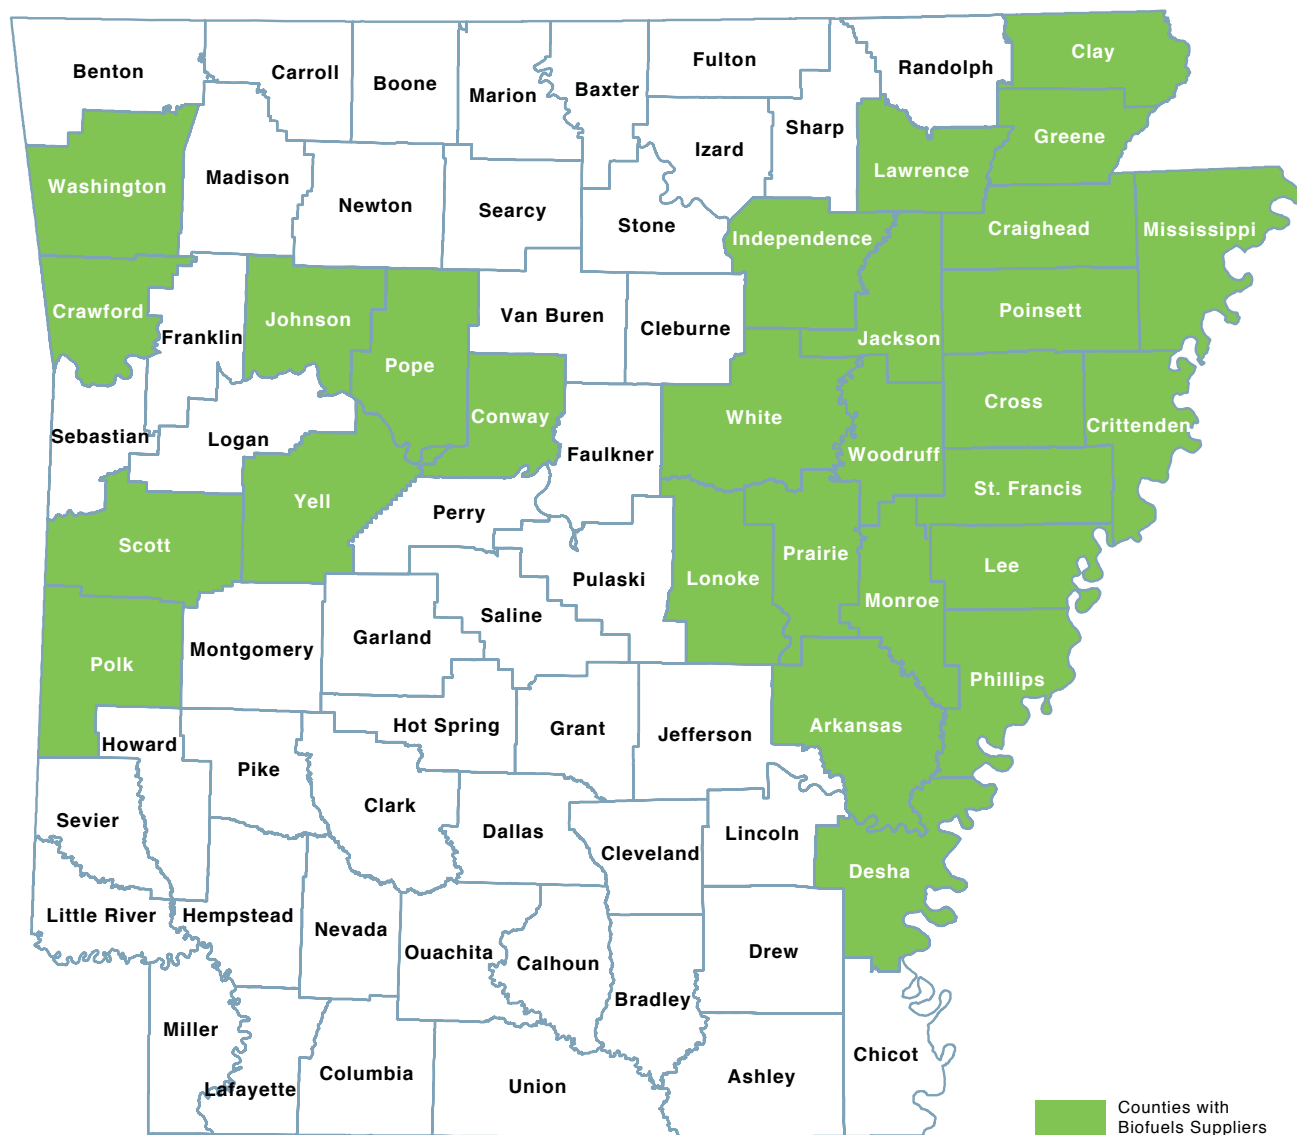 Clay
Fulton
Randolph
Benton
Carroll
Boone
Marion
Baxter
Sharp
Greene
Izard
Lawrence
Washington
Madison
Newton
Searcy
Stone
Independence
Craighead
Mississippi
Crawford
Johnson
Franklin
Van Buren
Cleburne
Jackson
Poinsett
Pope
Conway
White
Cross
Crittenden
Sebastian
Logan
Faulkner
Woodruff
St. Francis
Yell
Perry
Scott
Pulaski
Lonoke
Prairie
Lee
Monroe
Saline
Garland
Montgomery
Polk
Phillips
Hot Spring
Grant
Jefferson
Arkansas
Howard
Pike
Clark
Sevier
Dallas
Cleveland
Lincoln
Desha
Little River
Hempstead
Nevada
Ouachita
Calhoun
Drew
Bradley
Miller
Chicot
Lafayette
Columbia
Union
Ashley
Counties with
Biofuels Suppliers